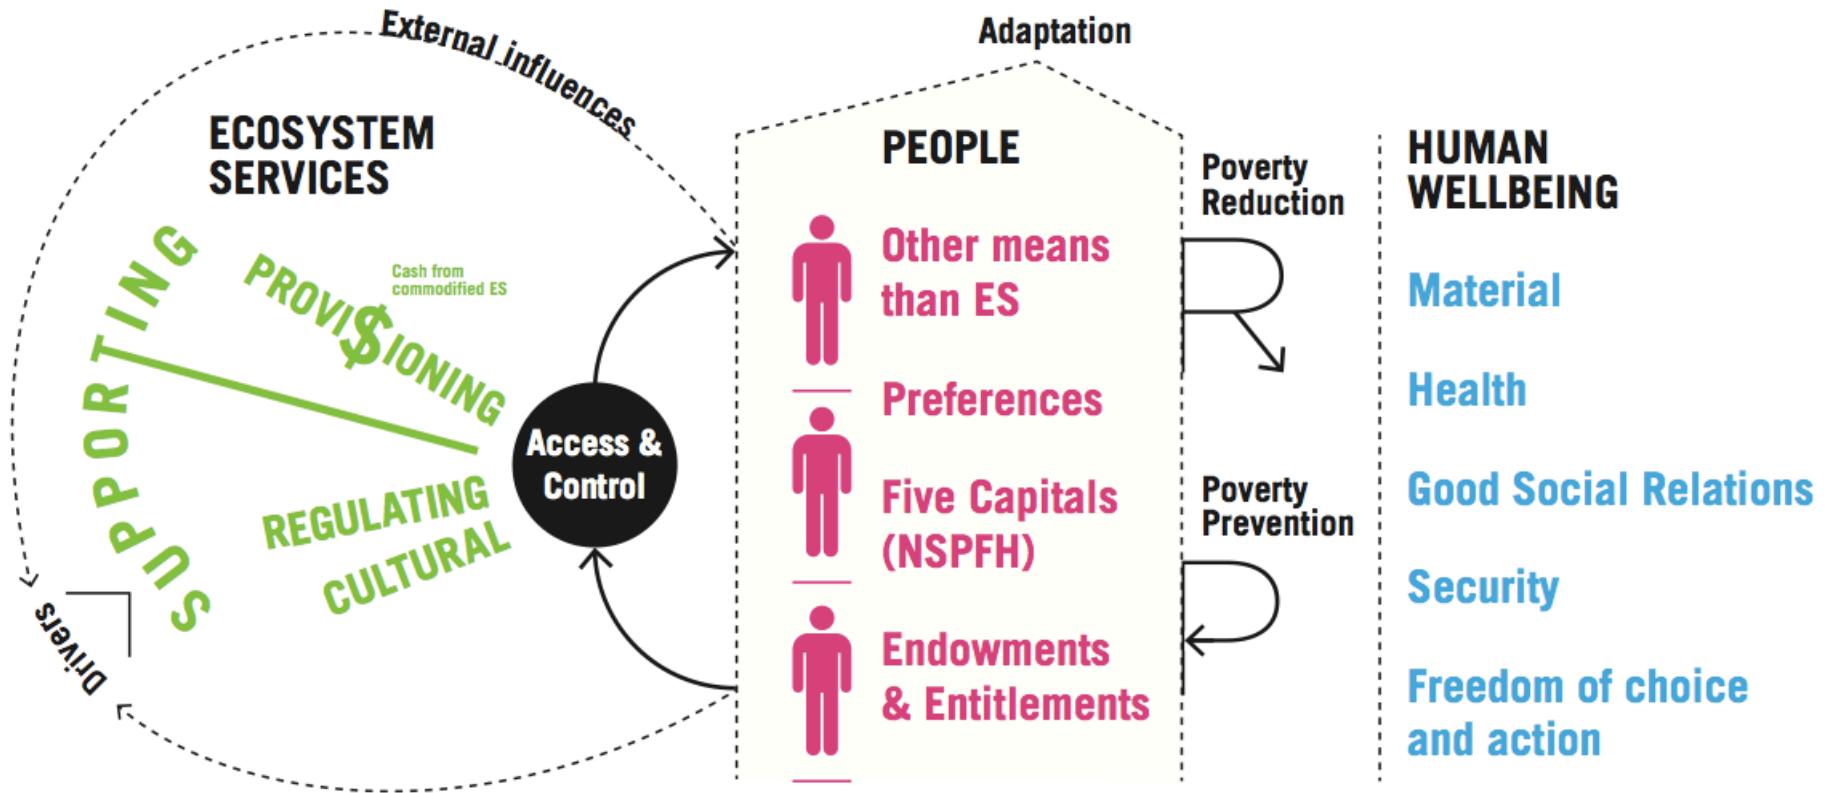 External influences
ECOSYSTEM
SERVICES
SUPPORTING
PROVI$IONING
Cash from
commodified ES
REGULATING
CULTURAL
Drivers
Access &
Control
Adaptation
PEOPLE
Other means
than ES
Preferences
Five Capitals
(NSPFH)
Endowments
& Entitlements
Poverty
Reduction
Poverty
Prevention
HUMAN
WELLBEING
Material
Health
Good Social Relations
Security
Freedom of choice
and action